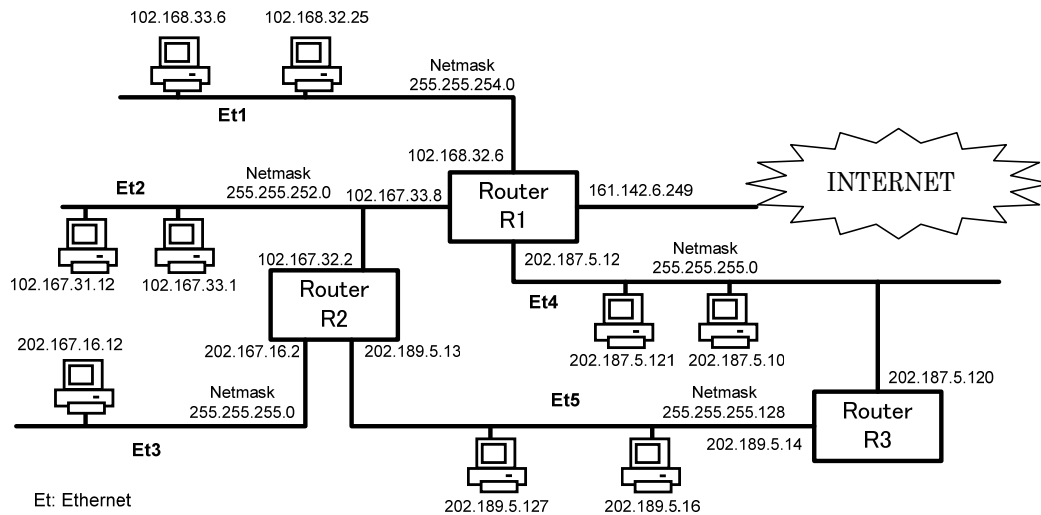 102.168.33.6
102.168.32.25
Netmask
255.255.254.0
Et1
102.168.32.6
Netmask
255.255.252.0
Et2
102.167.33.8
Router
R1
161.142.6.249
INTERNET
102.167.31.12
102.167.33.1
102.167.32.2
Router
R2
202.187.5.12
Netmask
255.255.255.0
Et4
202.187.5.121
202.187.5.10
202.167.16.12
202.167.16.2
202.189.5.13
202.187.5.120
Netmask
255.255.255.0
Et3
Et5
Netmask
255.255.255.128
202.189.5.14
Router
R3
202.189.5.127
202.189.5.16
Et: Ethernet